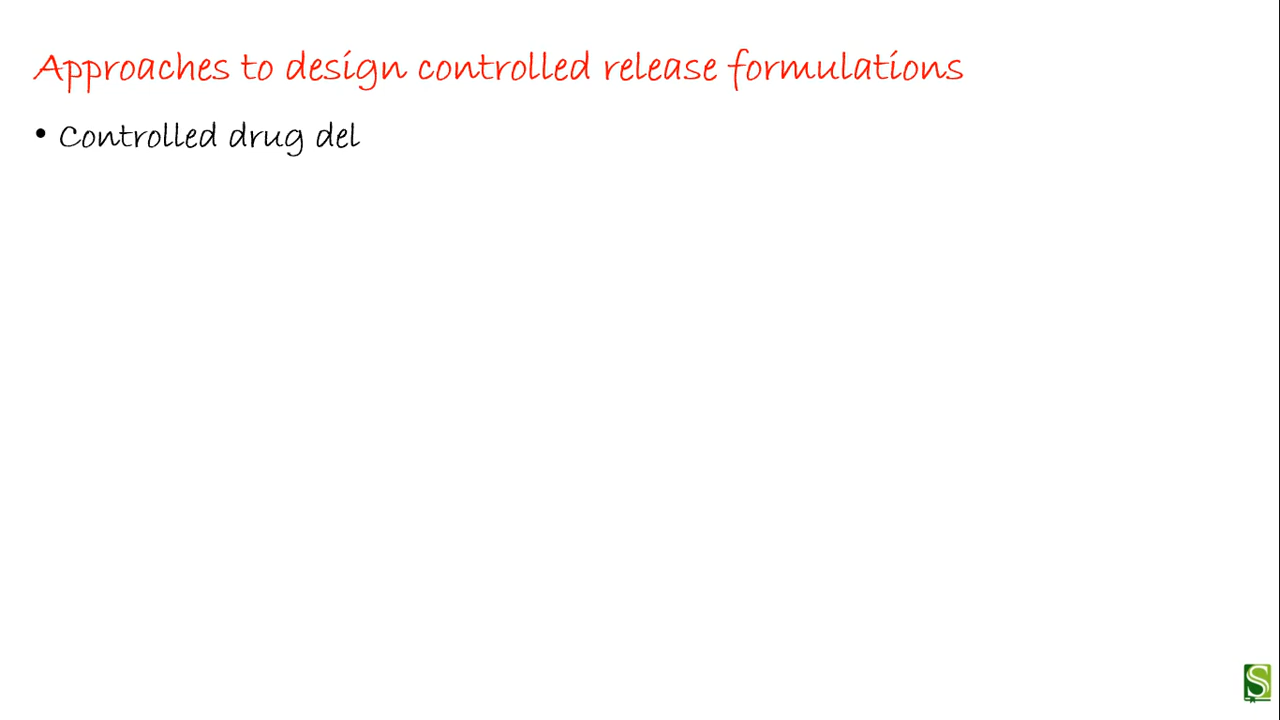 Approaches to design controlled release formulations
• Controlled drug del
S